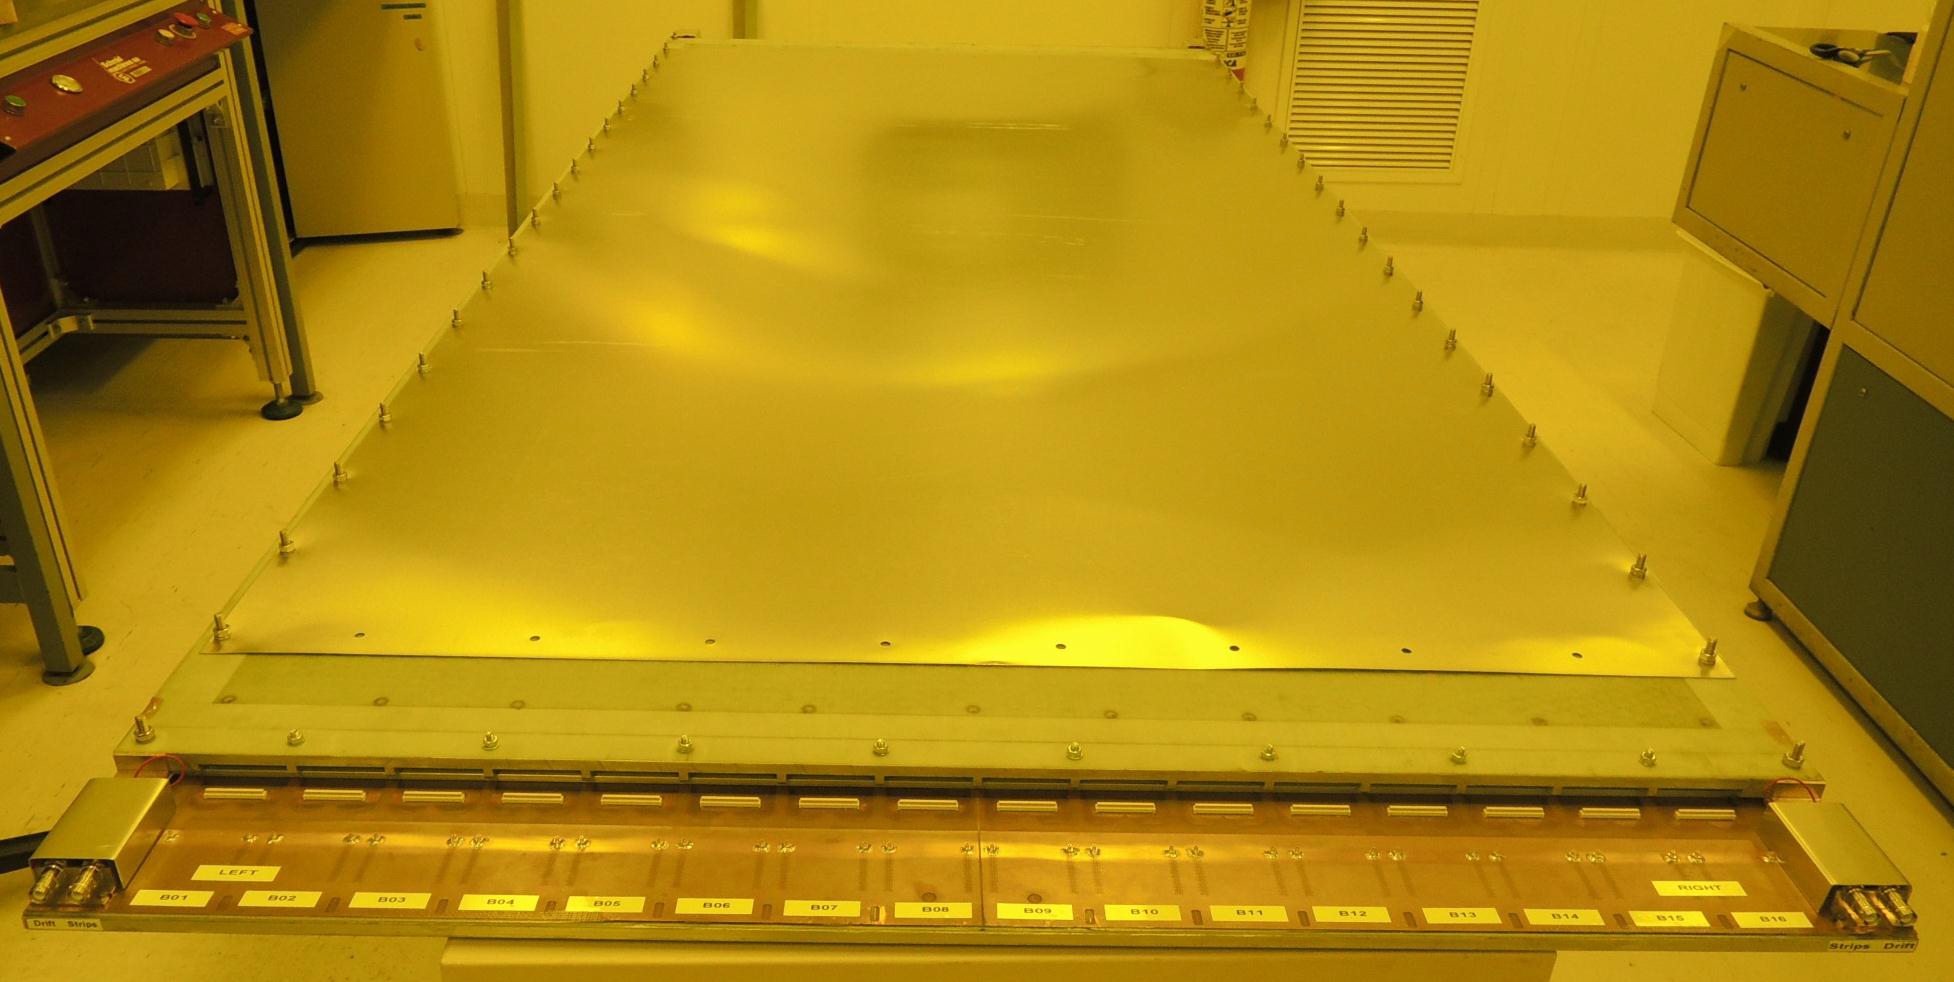 LEFT
RIGHT
B01 B02 B03 B04 B05 B06 B07 B08 B09 B10 B11 B12 B13 B14 B15 B16
Drift Strips
Strips Drift